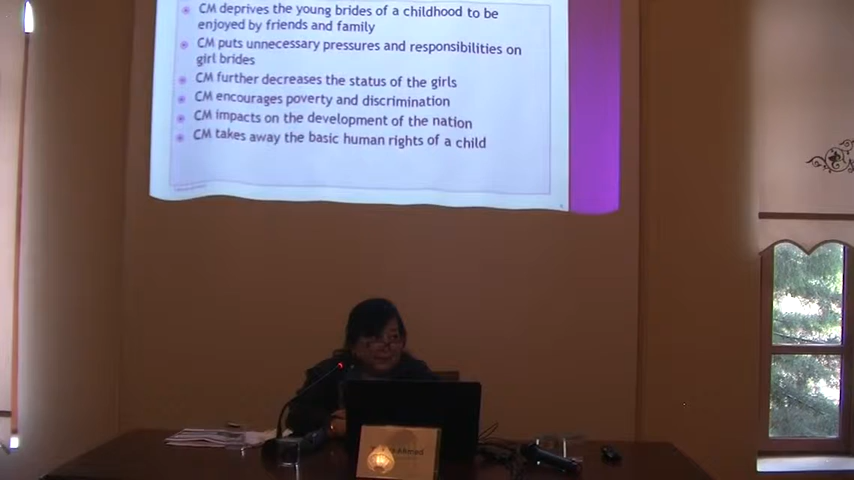 CM deprives the young brides of a childhood to be
enjoyed by friends and family
CM puts unnecessary pressures and responsibilities on
girl brides
CM further decreases the status of the girls
CM encourages poverty and discrimination
CM impacts on the development of the nation
CM takes away the basic human rights of a child